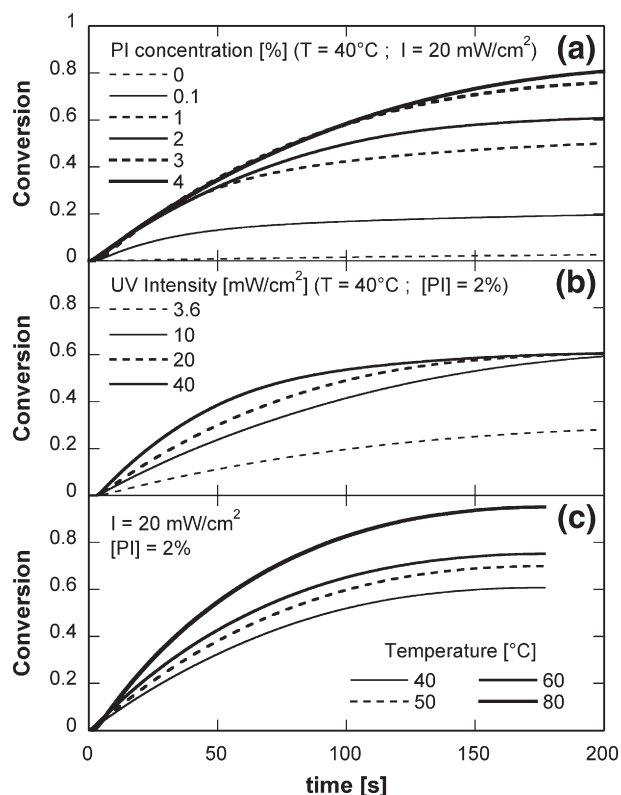 1
PI concentration [%] (T = 40°C ; I = 20 mW/cm²)
(a)
0
0.8
0.1
1
0.6
2
3
0.4
4
0.2
0
Conversion
UV Intensity [mW/cm²] (T = 40°C ; [PI] = 2%)
(b)
0.8
3.6
10
0.6
20
40
0.4
0.2
0
Conversion
I = 20 mW/cm²
(c)
[PI] = 2%
0.8
0.6
0.4
Temperature [°C]
40 60
50 80
0.2
0
Conversion
0 50 100 150 200
time [s]